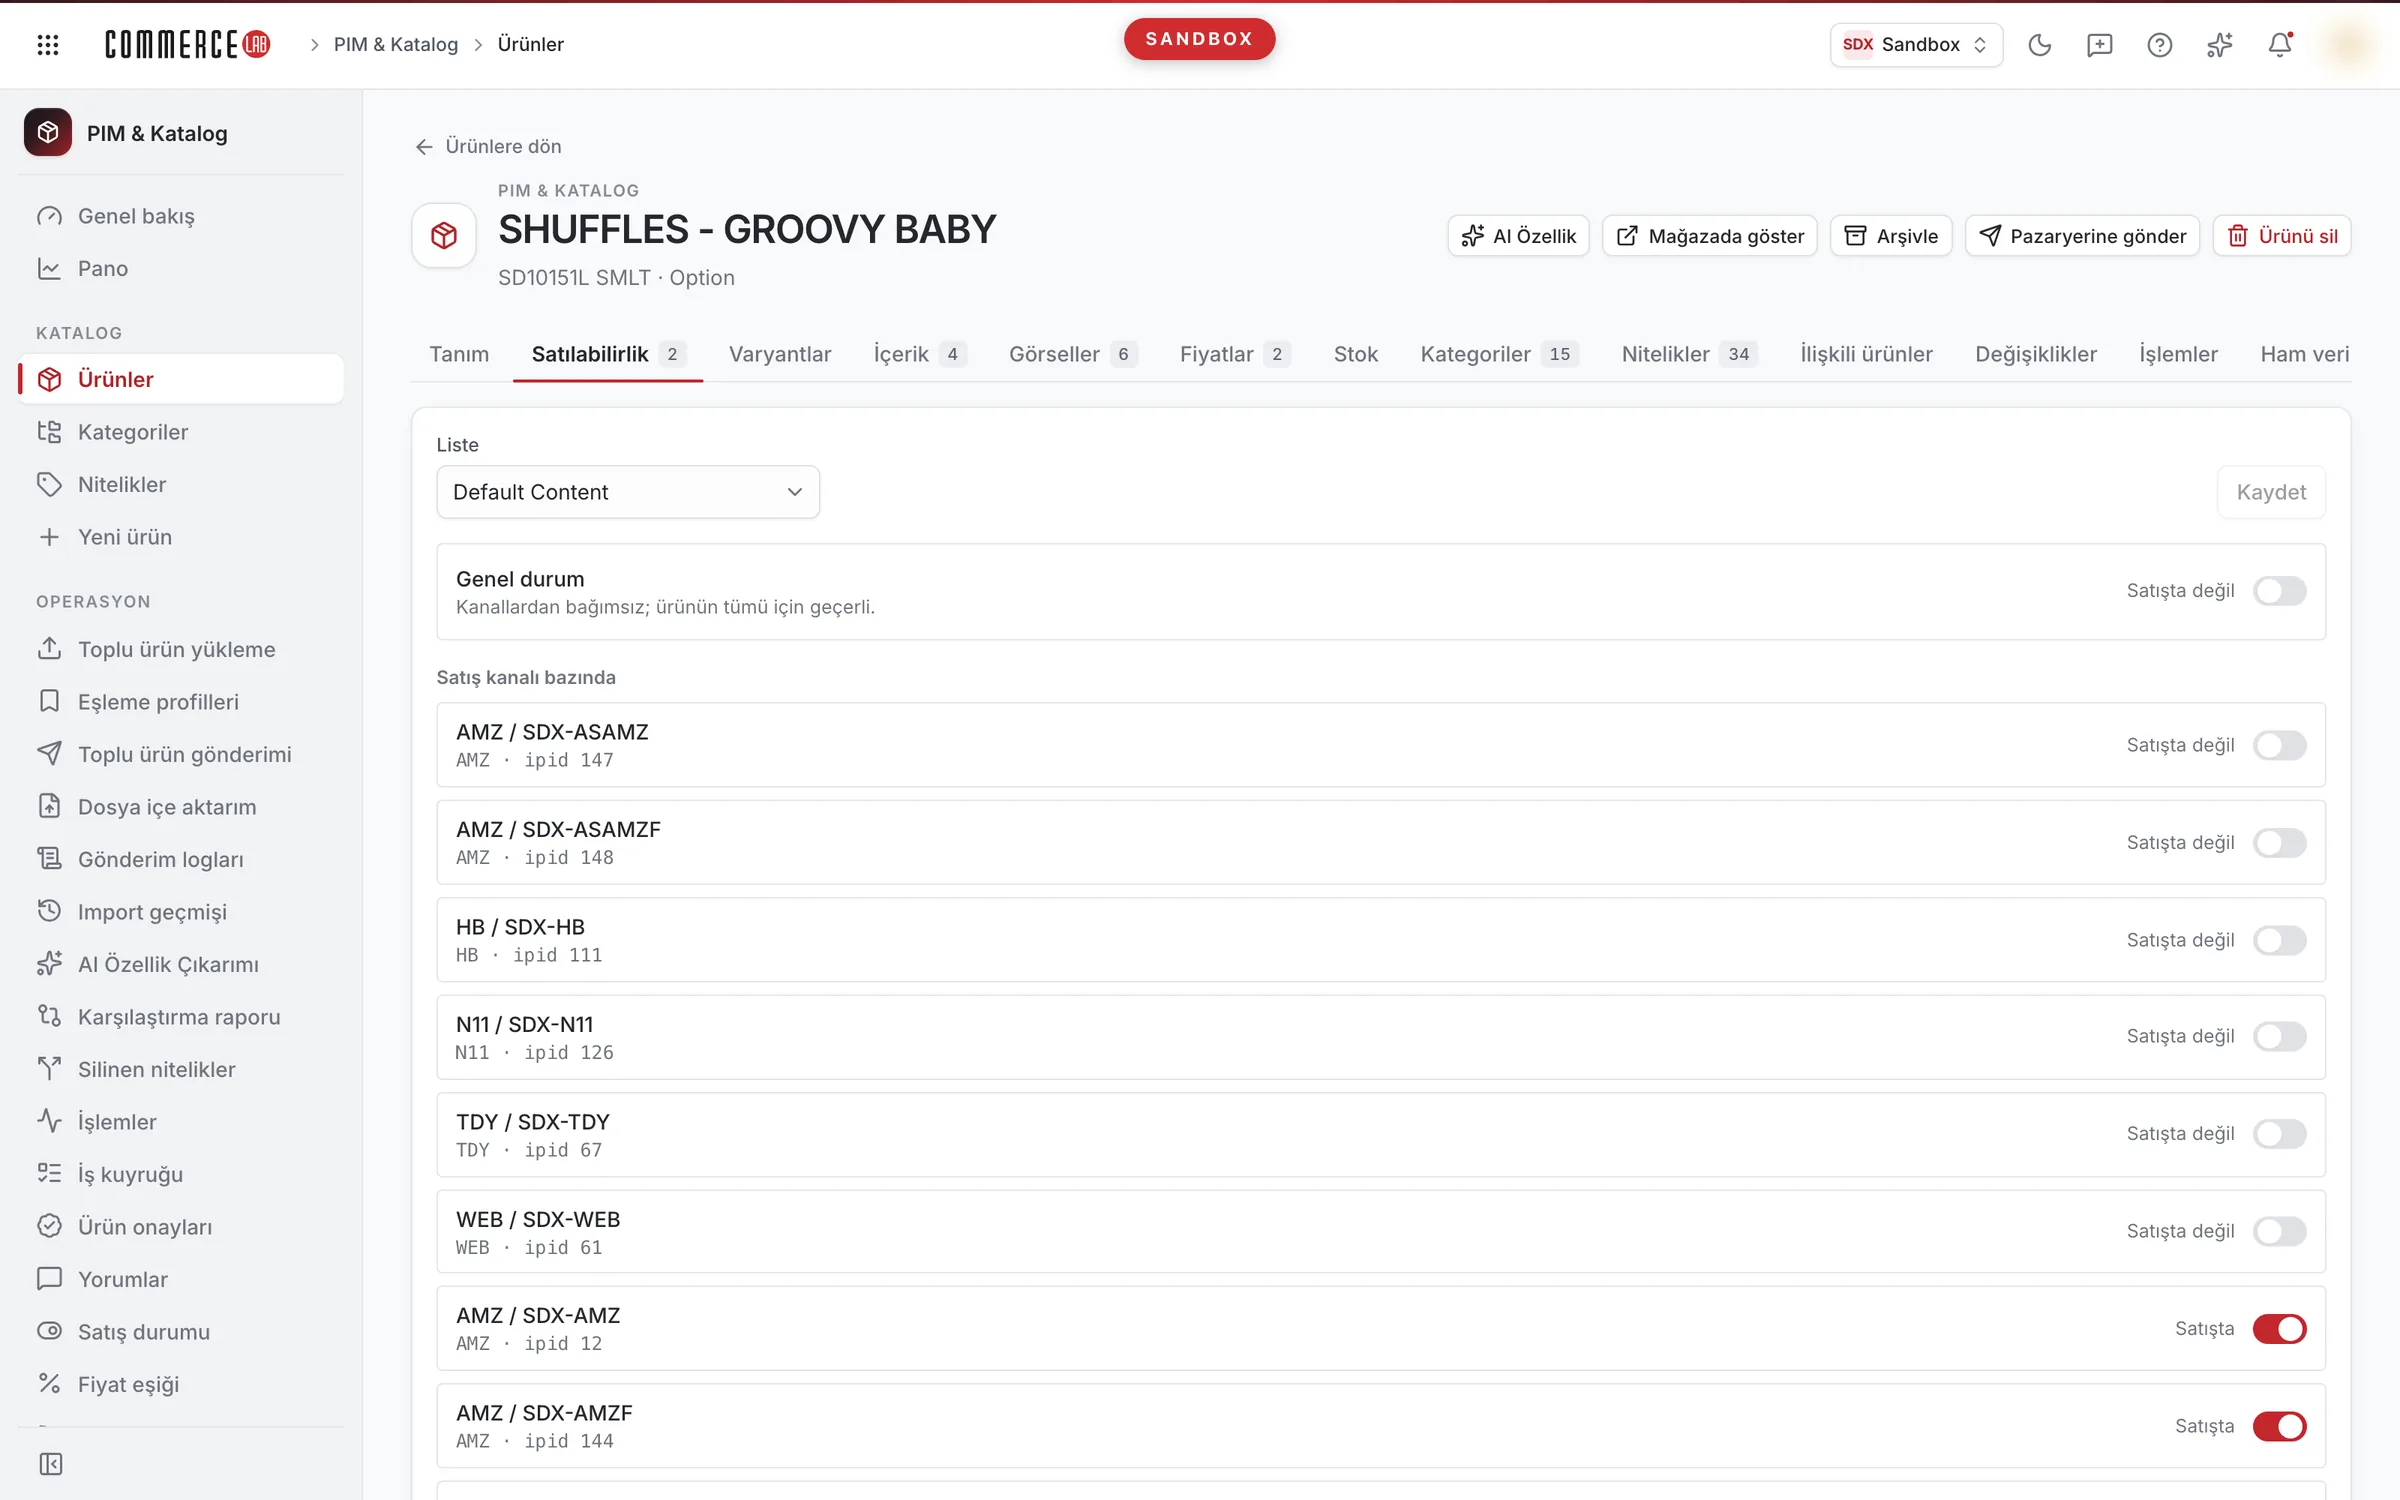 COMMERCE LAB
PIM & Katalog
Ürünler
SANDBOX
SDX Sandbox
PIM & Katalog
Genel bakış
Pano
KATALOG
Ürünler
Kategoriler
Nitelikler
Yeni ürün
OPERASYON
Toplu ürün yükleme
Eşleme profilleri
Toplu ürün gönderimi
Dosya içe aktarım
Gönderim logları
Import geçmişi
AI Özellik Çıkarımı
Karşılaştırma raporu
Silinen nitelikler
İşlemler
İş kuyruğu
Ürün onayları
Yorumlar
Satış durumu
Fiyat eşiği
Ürünlere dön
PIM & KATALOG
SHUFFLES - GROOVY BABY
SD10151L SMLT · Option
AI Özellik
Mağazada göster
Arşivle
Pazaryerine gönder
Ürünü sil
Tanım
Satılabilirlik 2
Varyantlar
İçerik 4
Görseller 6
Fiyatlar 2
Stok
Kategoriler 15
Nitelikler 34
İlişkili ürünler
Değişiklikler
İşlemler
Ham veri
Liste
Default Content
Kaydet
Genel durum
Kanallardan bağımsız; ürünün tümü için geçerli.
Satışta değil
Satış kanalı bazında
AMZ / SDX-ASAMZ
AMZ · ipid 147
Satışta değil
AMZ / SDX-ASAMZF
AMZ · ipid 148
Satışta değil
HB / SDX-HB
HB · ipid 111
Satışta değil
N11 / SDX-N11
N11 · ipid 126
Satışta değil
TDY / SDX-TDY
TDY · ipid 67
Satışta değil
WEB / SDX-WEB
WEB · ipid 61
Satışta değil
AMZ / SDX-AMZ
AMZ · ipid 12
Satışta
AMZ / SDX-AMZF
AMZ · ipid 144
Satışta